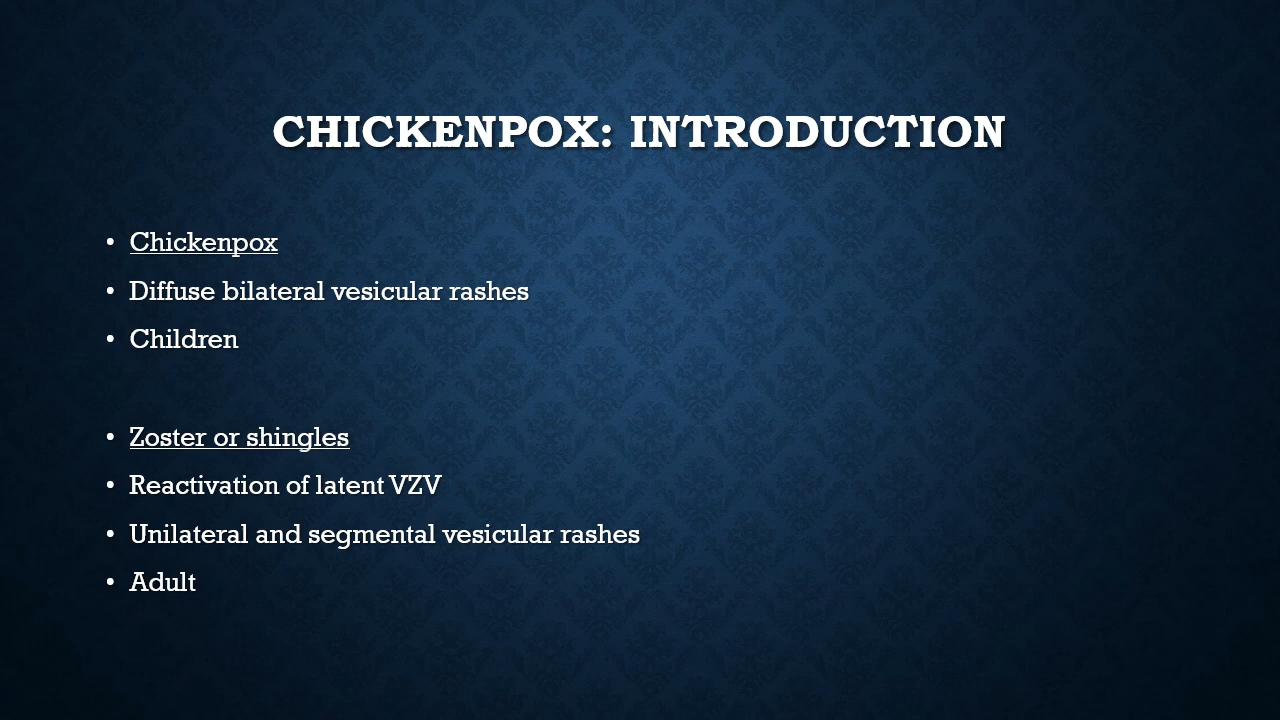 CHICKENPOX: INTRODUCTION
• Chickenpox
• Diffuse bilateral vesicular rashes
• Children
• Zoster or shingles
• Reactivation of latent VZV
• Unilateral and segmental vesicular rashes
• Adult